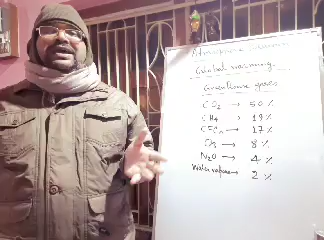 Global warming
Greenhouse gases
CO₂ → 50 %
CH₄ → 19 %
CFCs → 17 %
O₃ → 8 %
N₂O → 4 %
Water vapour → 2 %